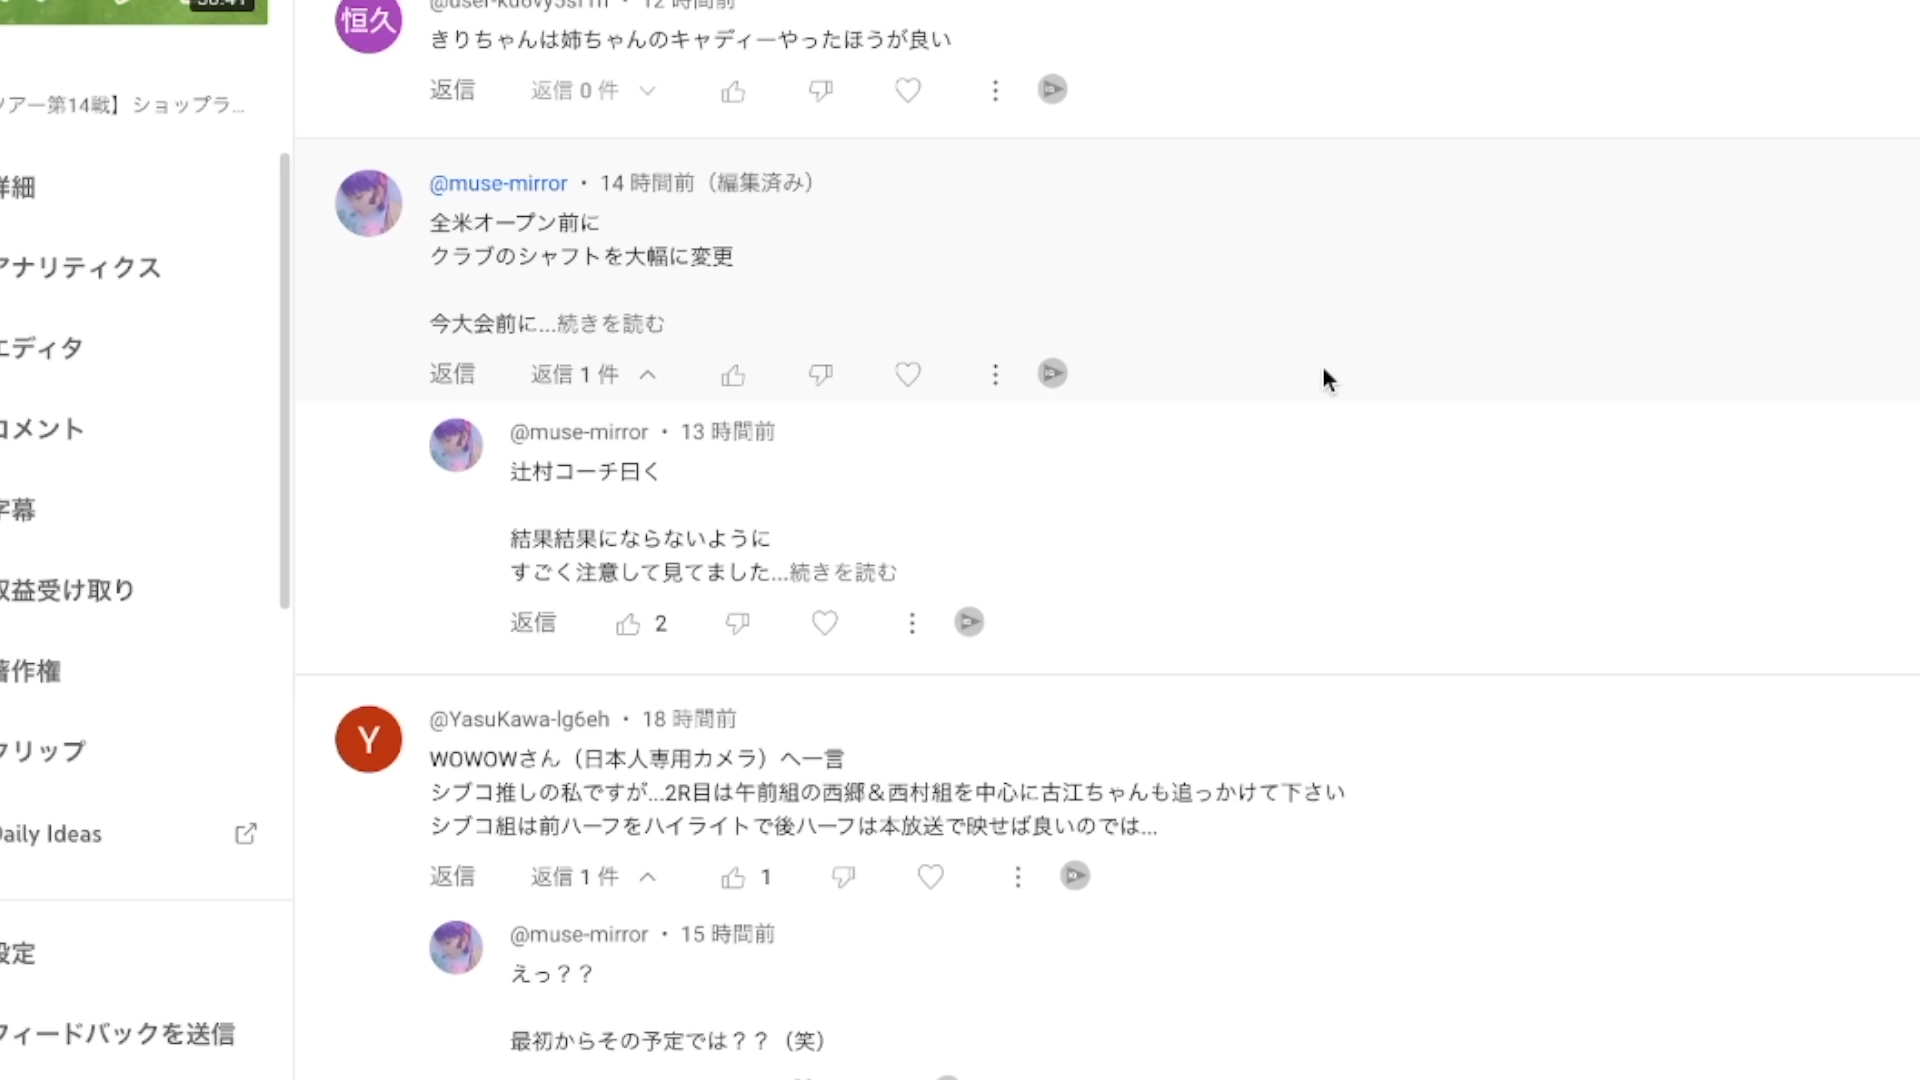 恒久
12 時間前
きりちゃんは姉ちゃんのキャディーやったほうが良い
返信 返信 0 件
ツアー第14戦】ショップラ...
詳細
アナリティクス
エディタ
コメント
字幕
収益受け取り
著作権
クリップ
Daily Ideas
設定
フィードバックを送信
@muse-mirror ・ 14 時間前（編集済み）
全米オープン前に
クラブのシャフトを大幅に変更
今大会前に...続きを読む
返信 返信 1 件
@muse-mirror ・ 13 時間前
辻村コーチ曰く
結果結果にならないように
すごく注意して見てました...続きを読む
返信 2
Y
@YasuKawa-lg6eh ・ 18 時間前
WOWOWさん（日本人専用カメラ）へ一言
シブコ推しの私ですが...2R目は午前組の西郷＆西村組を中心に古江ちゃんも追っかけて下さい
シブコ組は前ハーフをハイライトで後ハーフは本放送で映せば良いのでは...
返信 返信 1 件 1
@muse-mirror ・ 15 時間前
えっ？？
最初からその予定では？？（笑）